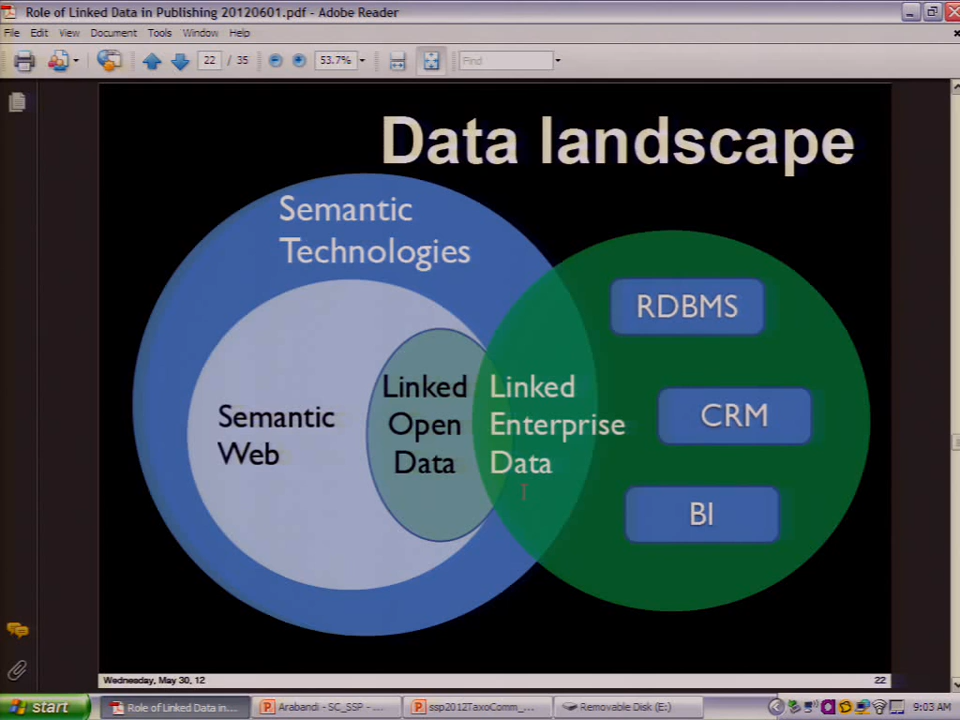 Role of Linked Data in Publishing 20120601.pdf - Adobe Reader
File Edit View Document Tools Window Help
22 / 35 53.7% Find
Data landscape
Semantic
Technologies
RDBMS
Linked
Open
Data
Linked
Enterprise
Data
Semantic
Web
CRM
BI
Wednesday, May 30, 12 22
start Role of Linked Data in... Arabandi - SC_SSP - ... ssp2012TaxoComm_... Removable Disk (E:) 9:03 AM